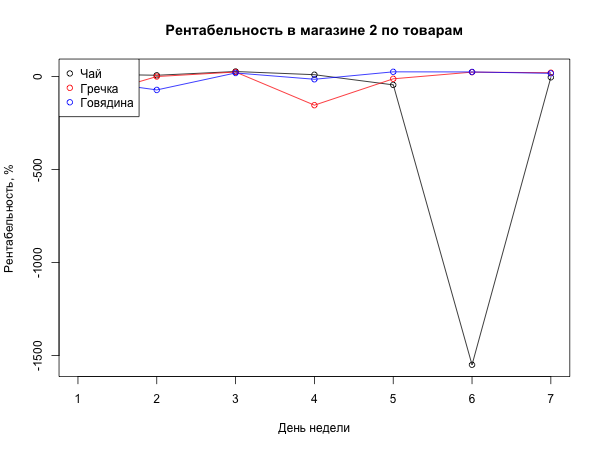 Рентабельность в магазине 2 по товарам
Чай
Гречка
Говядина
Рентабельность, %
0
-500
-1000
-1500
1 2 3 4 5 6 7
День недели